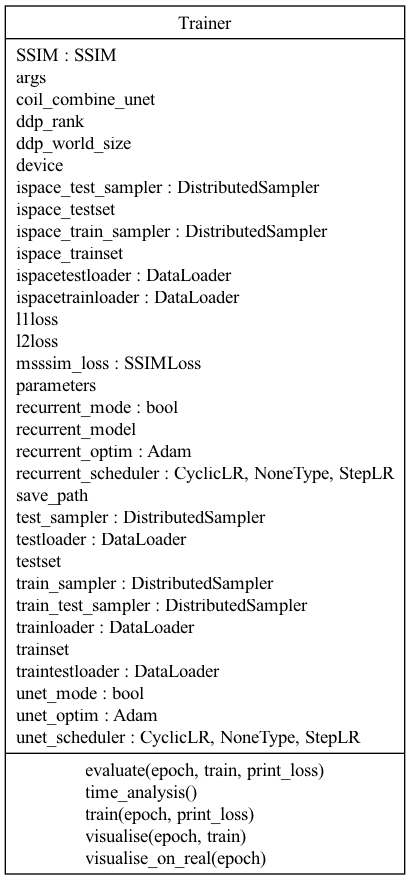 Trainer
SSIM : SSIM
args
coil_combine_unet
ddp_rank
ddp_world_size
device
ispace_test_sampler : DistributedSampler
ispace_testset
ispace_train_sampler : DistributedSampler
ispace_trainset
ispacetestloader : DataLoader
ispacetrainloader : DataLoader
l1loss
l2loss
msssim_loss : SSIMLoss
parameters
recurrent_mode : bool
recurrent_model
recurrent_optim : Adam
recurrent_scheduler : CyclicLR, NoneType, StepLR
save_path
test_sampler : DistributedSampler
testloader : DataLoader
testset
train_sampler : DistributedSampler
train_test_sampler : DistributedSampler
trainloader : DataLoader
trainset
traintestloader : DataLoader
unet_mode : bool
unet_optim : Adam
unet_scheduler : CyclicLR, NoneType, StepLR
evaluate(epoch, train, print_loss)
time_analysis()
train(epoch, print_loss)
visualise(epoch, train)
visualise_on_real(epoch)